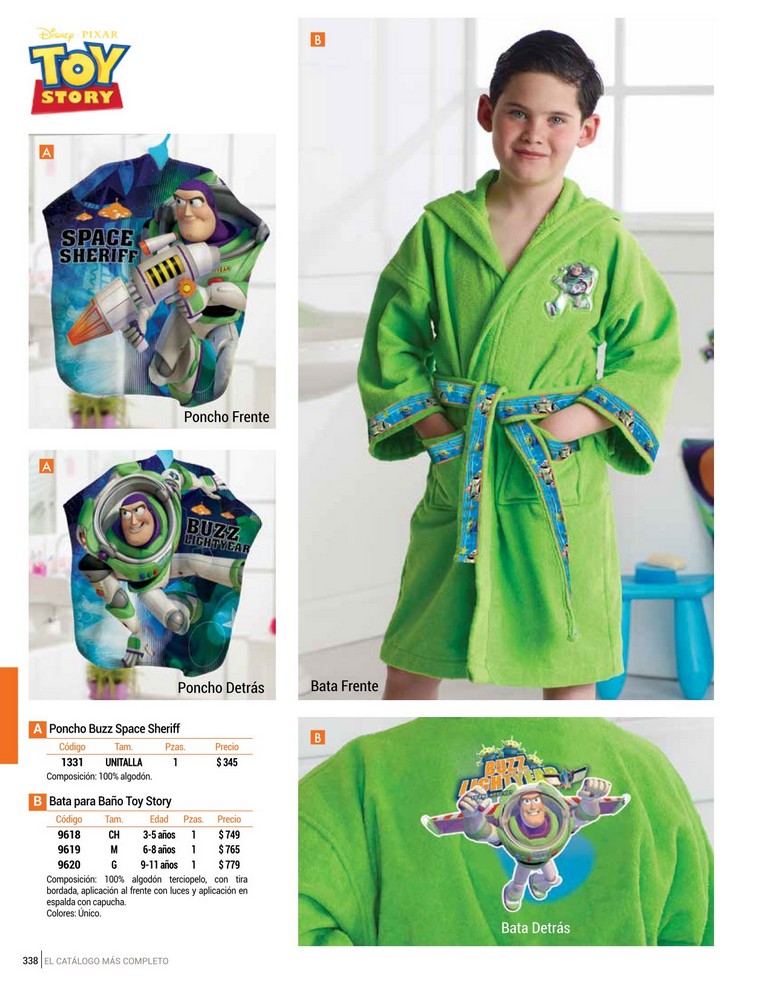 Disney · PIXAR
TOY
STORY
A
SPACE
SHERIFF
Poncho Frente
A
BUZZ
LIGHTYEAR
Poncho Detrás
B
Bata Frente
A Poncho Buzz Space Sheriff
Código Tam. Pzas. Precio
1331 UNITALLA 1 $ 345
Composición: 100% algodón.
B Bata para Baño Toy Story
Código Tam. Edad Pzas. Precio
9618 CH 3-5 años 1 $ 749
9619 M 6-8 años 1 $ 765
9620 G 9-11 años 1 $ 779
Composición: 100% algodón terciopelo, con tira
bordada, aplicación al frente con luces y aplicación en
espalda con capucha.
Colores: Único.
B
BUZZ
LIGHTYEAR
Bata Detrás
338 EL CATÁLOGO MÁS COMPLETO